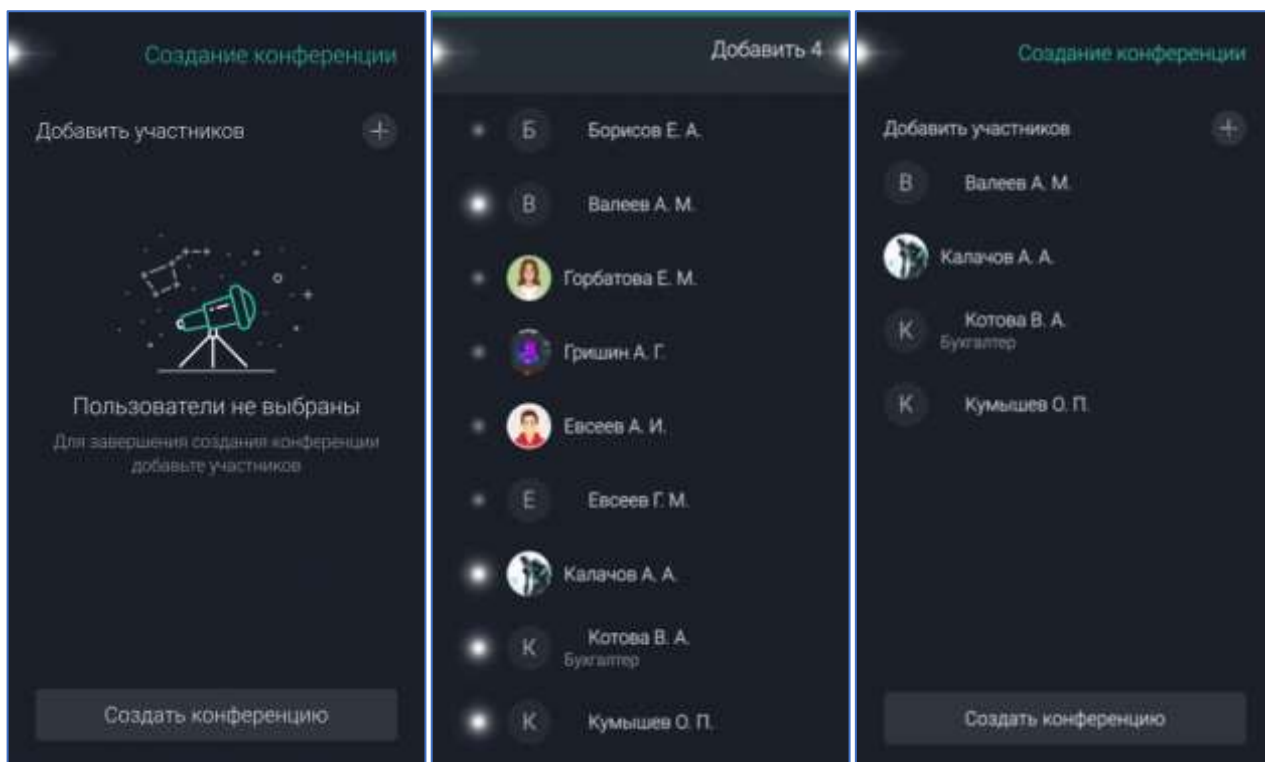 Создание конференции
Добавить участников
Пользователи не выбраны
Для завершения создания конференции
добавьте участников
Создать конференцию
Добавить 4
Б Борисов Е. А.
В Валеев А. М.
Горбатова Е. М.
Гришин А. Г.
Евсеев А. И.
Е Евсеев Г. М.
Калачов А. А.
К Котова В. А.
Бухгалтер
К Кумышев О. П.
Создание конференции
Добавить участников
В Валеев А. М.
Калачов А. А.
К Котова В. А.
Бухгалтер
К Кумышев О. П.
Создать конференцию